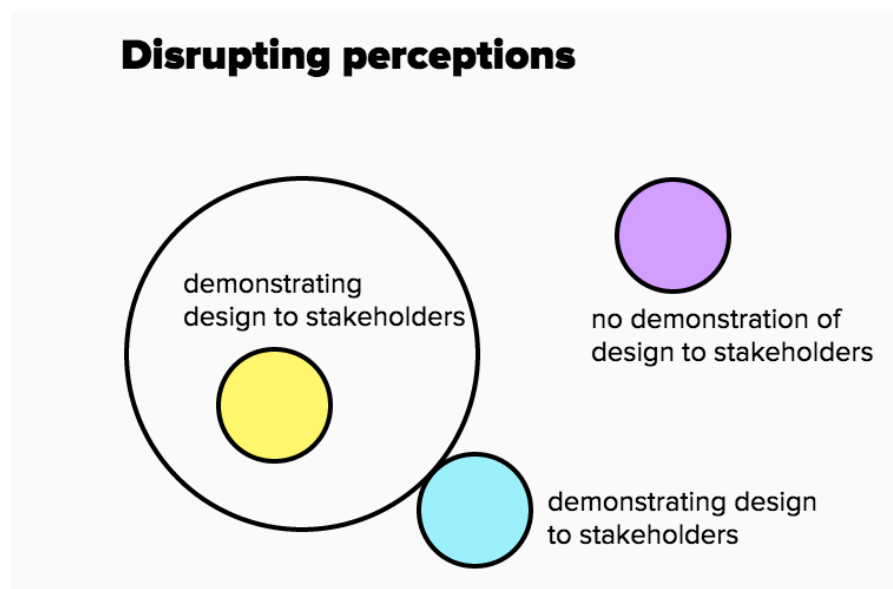 Disrupting perceptions
demonstrating
design to stakeholders
no demonstration of
design to stakeholders
demonstrating design
to stakeholders